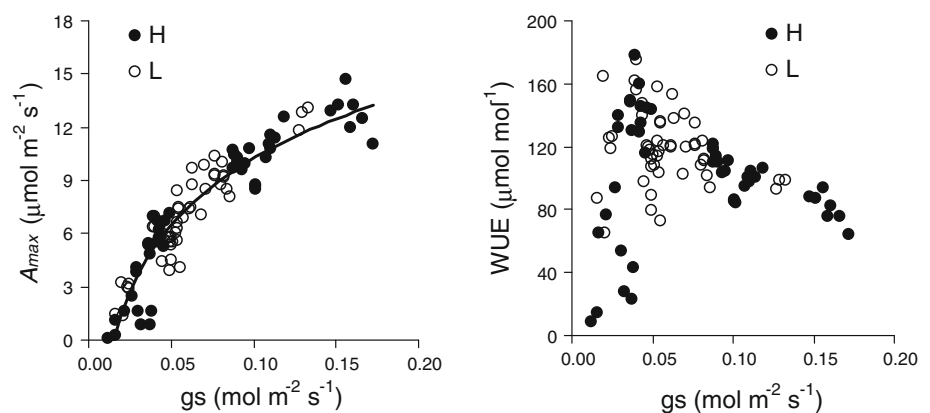 18
15
12
9
6
3
0
H
L
Amax (μmol m-2 s-1)
0.00 0.05 0.10 0.15 0.20
gs (mol m-2 s-1)
200
160
120
80
40
0
H
L
WUE (μmol mol-1)
0.00 0.05 0.10 0.15 0.20
gs (mol m-2 s-1)